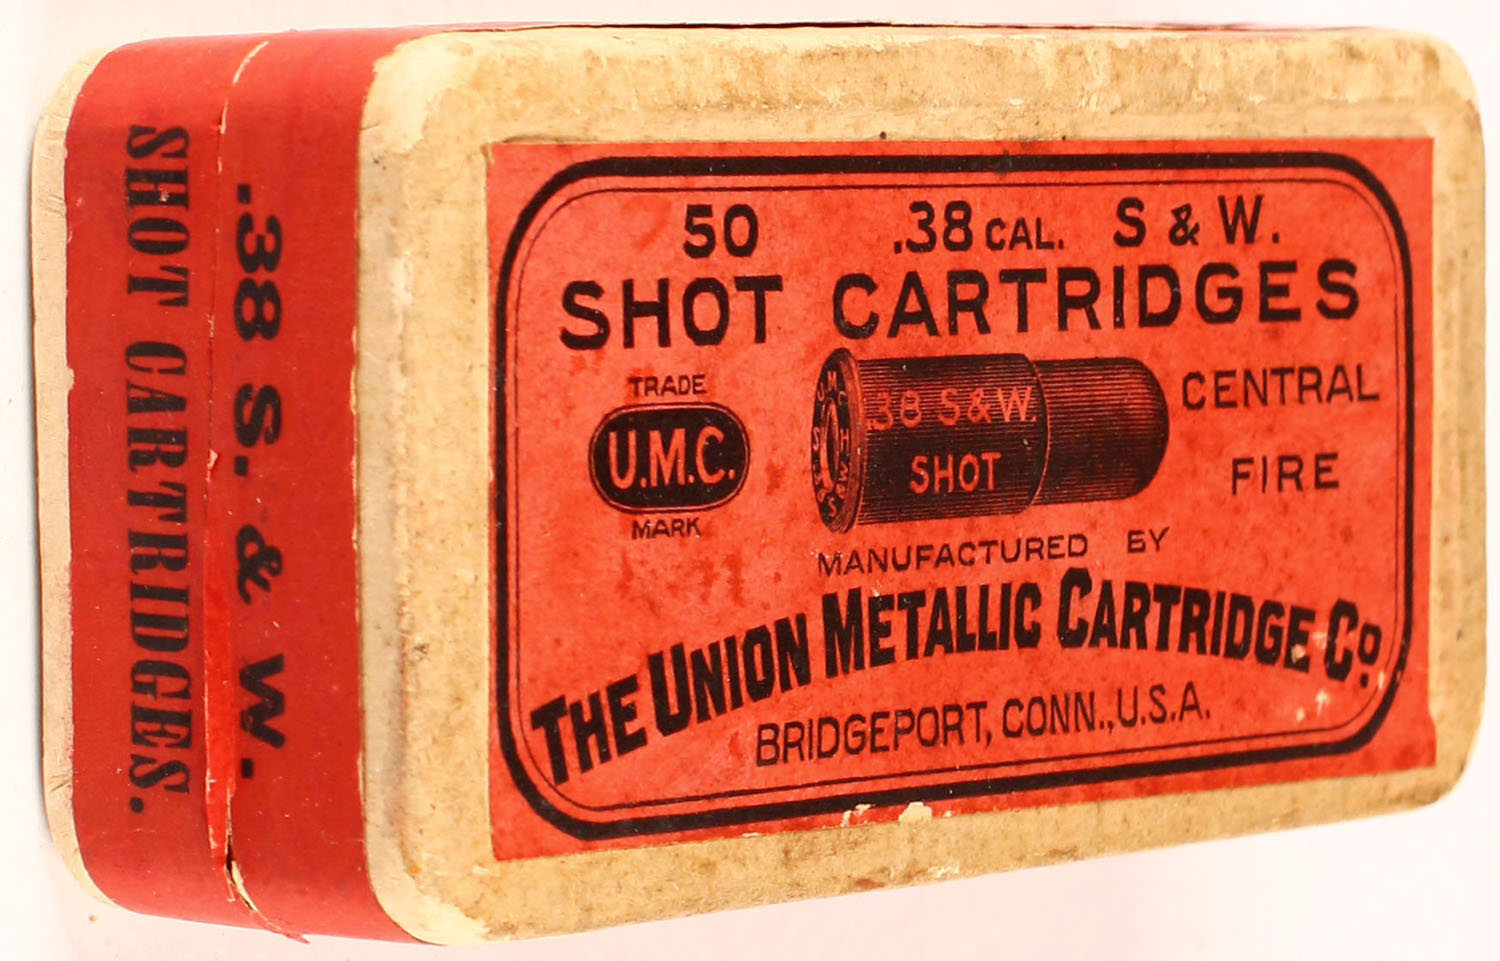 50 .38 CAL. S & W.
SHOT CARTRIDGES
TRADE
U.M.C.
MARK
.38 S&W.
SHOT
CENTRAL
FIRE
MANUFACTURED BY
THE UNION METALLIC CARTRIDGE CO.
BRIDGEPORT, CONN., U.S.A.
.38 S. & W.
SHOT CARTRIDGES.